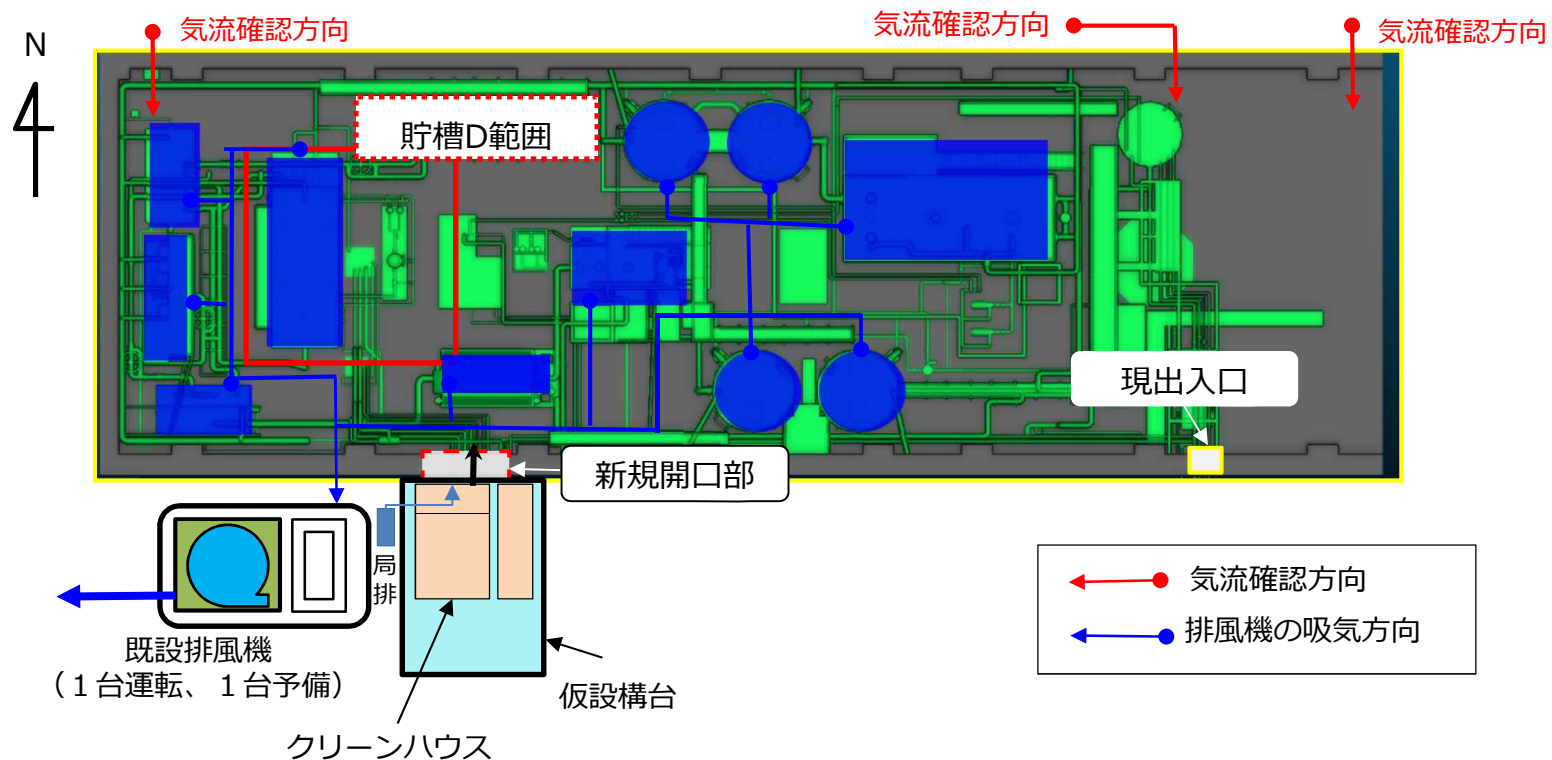 気流確認方向
気流確認方向
気流確認方向
N
貯槽D範囲
現出入口
新規開口部
局
排
気流確認方向
排風機の吸気方向
既設排風機
（１台運転、１台予備）
仮設構台
クリーンハウス